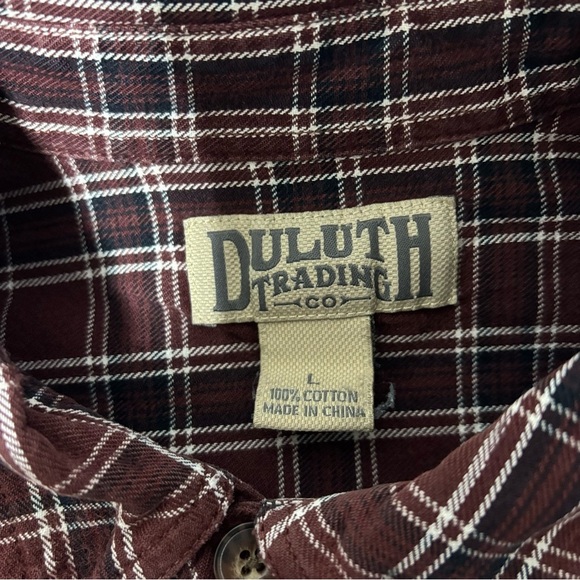 DULUTH
TRADING
CO
L
100% COTTON
MADE IN CHINA